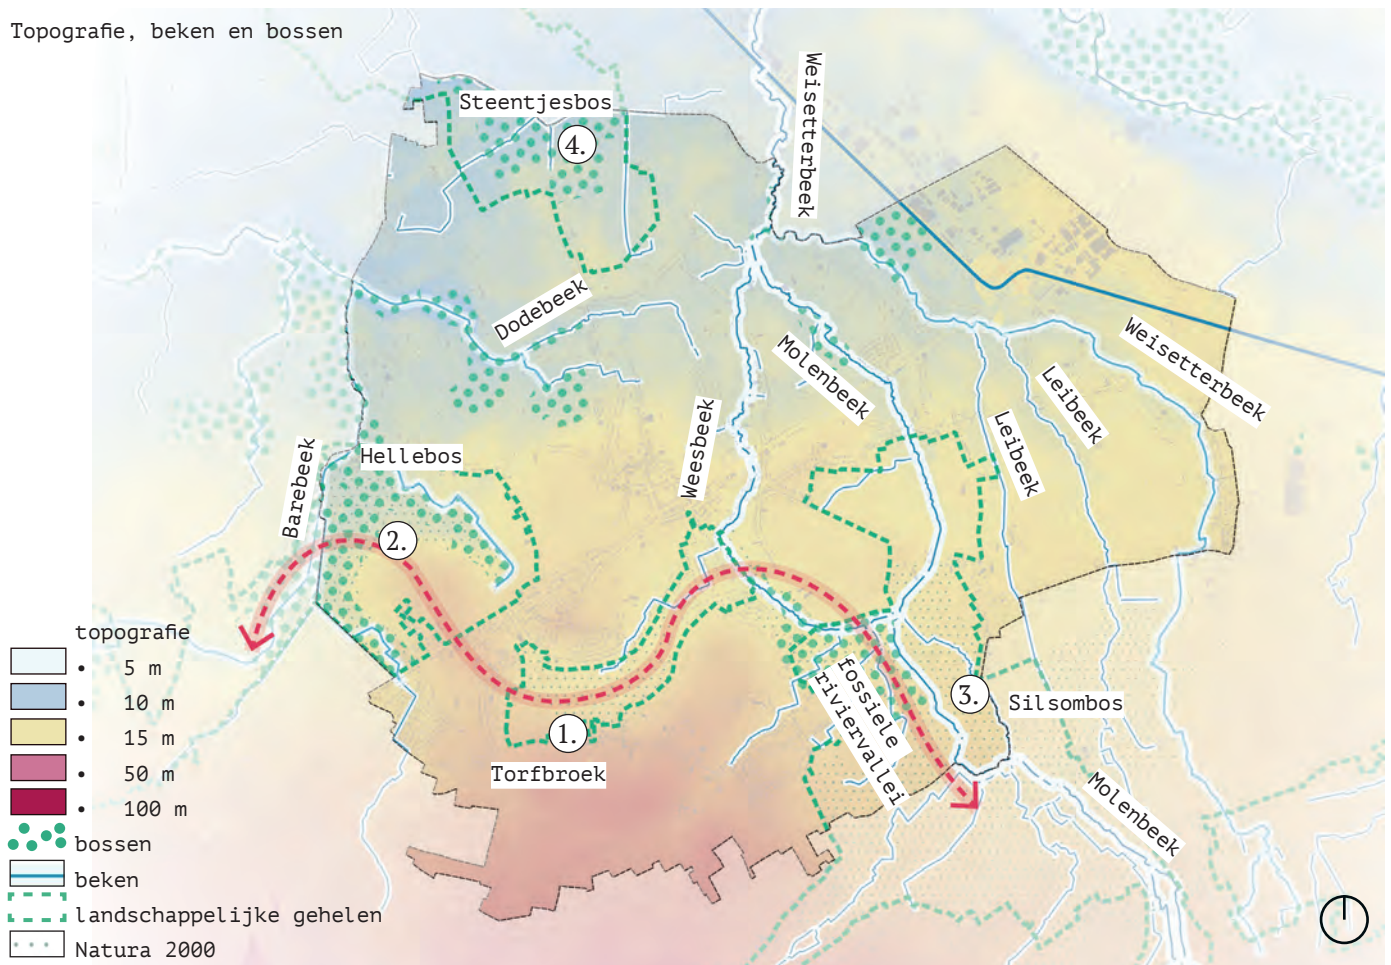 Topografie, beken en bossen
Weisetterbeek
Steentjesbos
4.
Dodebeek
Molenbeek
Weisetterbeek
Leibeek
Leibeek
Weesbeek
Barebeek
Hellebos
2.
fossiele
riviervallei
3.
Silsombos
1.
Torfbroek
Molenbeek
topografie
• 5 m
• 10 m
• 15 m
• 50 m
• 100 m
bossen
beken
landschappelijke gehelen
Natura 2000